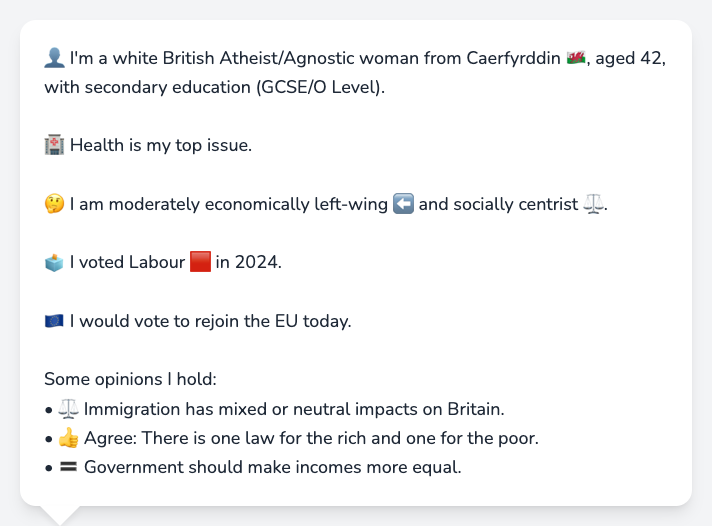 👤 I'm a white British Atheist/Agnostic woman from Caerfyrddin 🏴󠁧󠁢󠁷󠁬󠁳󠁿, aged 42,
with secondary education (GCSE/O Level).
🏥 Health is my top issue.
🤔 I am moderately economically left-wing ⬅️ and socially centrist ⚖️.
🗳️ I voted Labour 🟥 in 2024.
🇪🇺 I would vote to rejoin the EU today.
Some opinions I hold:
• ⚖️ Immigration has mixed or neutral impacts on Britain.
• 👍 Agree: There is one law for the rich and one for the poor.
• 🟰 Government should make incomes more equal.